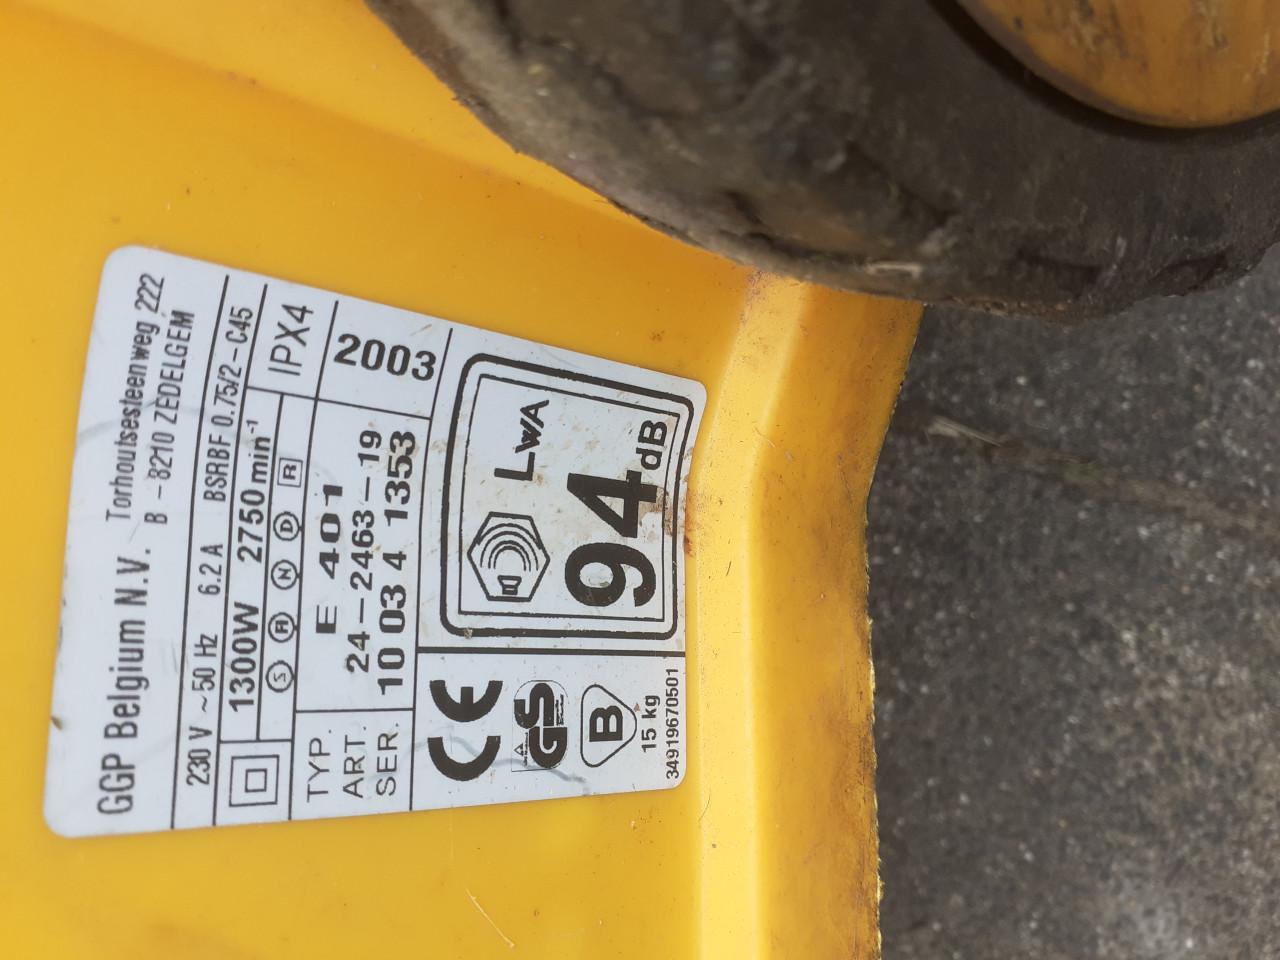 GGP Belgium N.V. Torhoutsesteenweg 222
B - 8210 ZEDELGEM
230 V ~50 Hz 6.2 A BSRBF 0.75/2-C45
1300W 2750 min⁻¹ IPX4
S A N D R
TYP. E 401 2003
ART. 24-2463-19
SER. 10 03 4 1353
CE
GS
B
15 kg
34919670501
LWA
94 dB